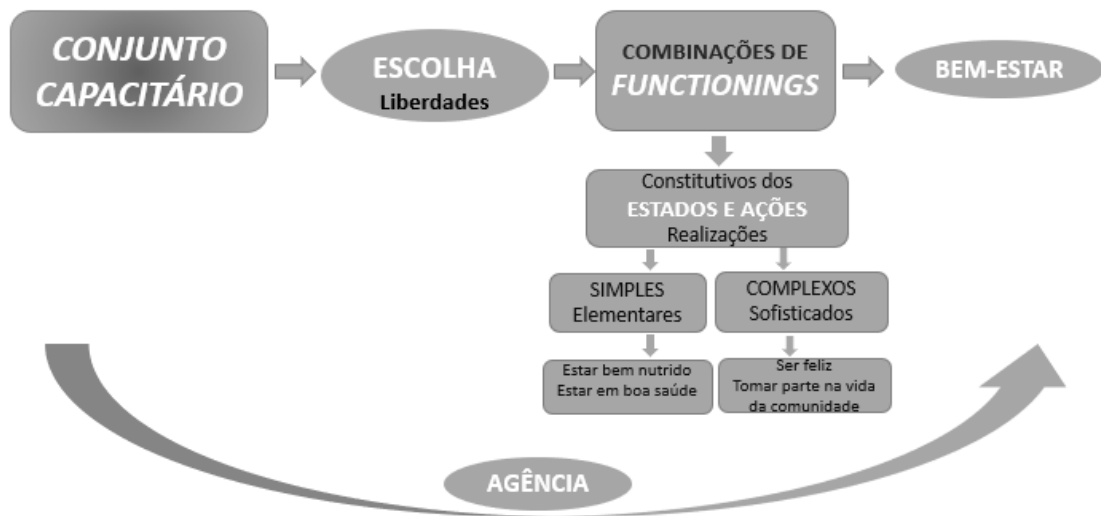 CONJUNTO
CAPACITÁRIO
ESCOLHA
Liberdades
COMBINAÇÕES DE
FUNCTIONINGS
BEM-ESTAR
Constitutivos dos
ESTADOS E AÇÕES
Realizações
SIMPLES
Elementares
COMPLEXOS
Sofisticados
Estar bem nutrido
Estar em boa saúde
Ser feliz
Tomar parte na vida
da comunidade
AGÊNCIA